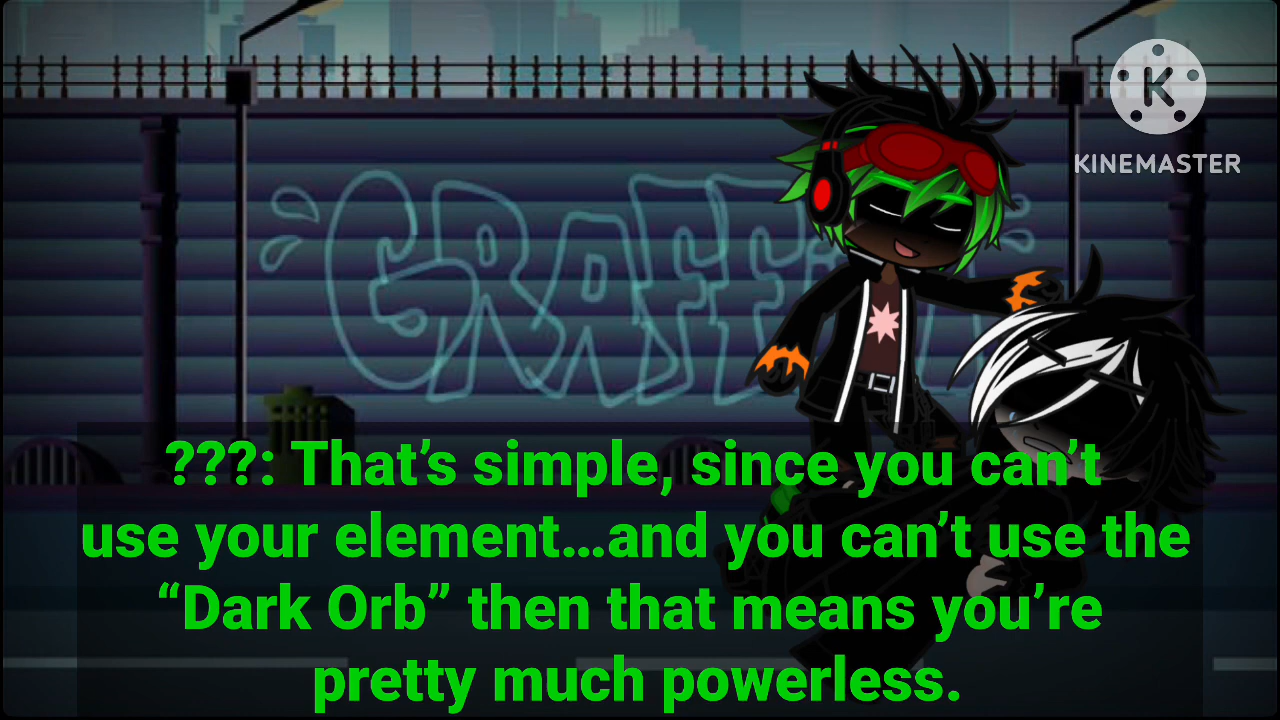 GRAFFITI
K
KINEMASTER
???: That’s simple, since you can’t
use your element...and you can’t use the
“Dark Orb” then that means you’re
pretty much powerless.